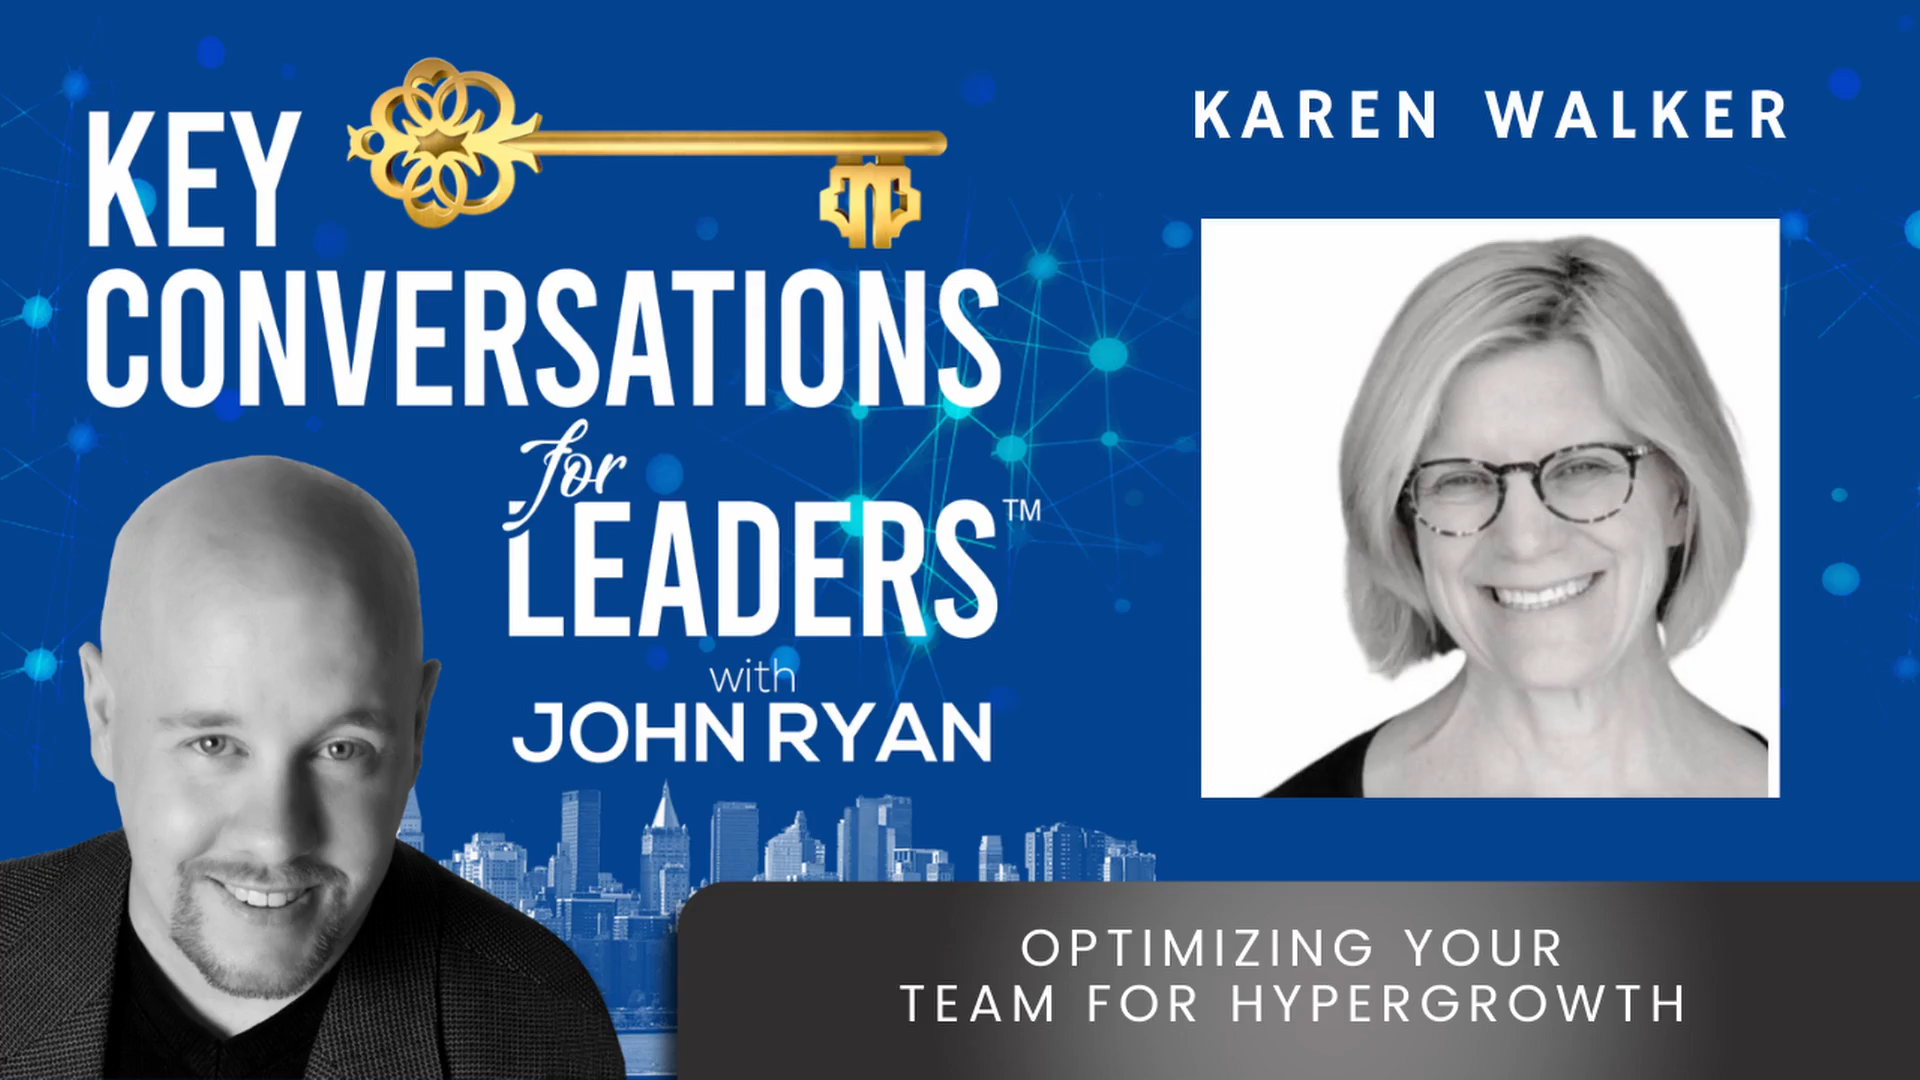 KEY
CONVERSATIONS
for
LEADERS™
with
JOHN RYAN
KAREN WALKER
OPTIMIZING YOUR
TEAM FOR HYPERGROWTH